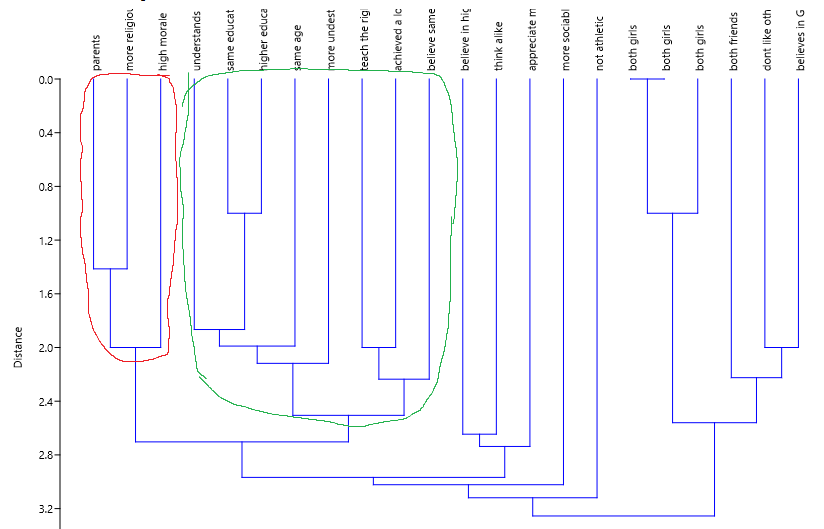 parents
more religiou
high morale
understands
same educat
higher educa
same age
more undest
teach the rig
achieved a lc
believe same
believe in hig
think alike
appreciate m
more sociabl
not athletic
both girls
both girls
both girls
both friends
dont like oth
believes in G
0.0
0.4
0.8
1.2
1.6
2.0
2.4
2.8
3.2
Distance